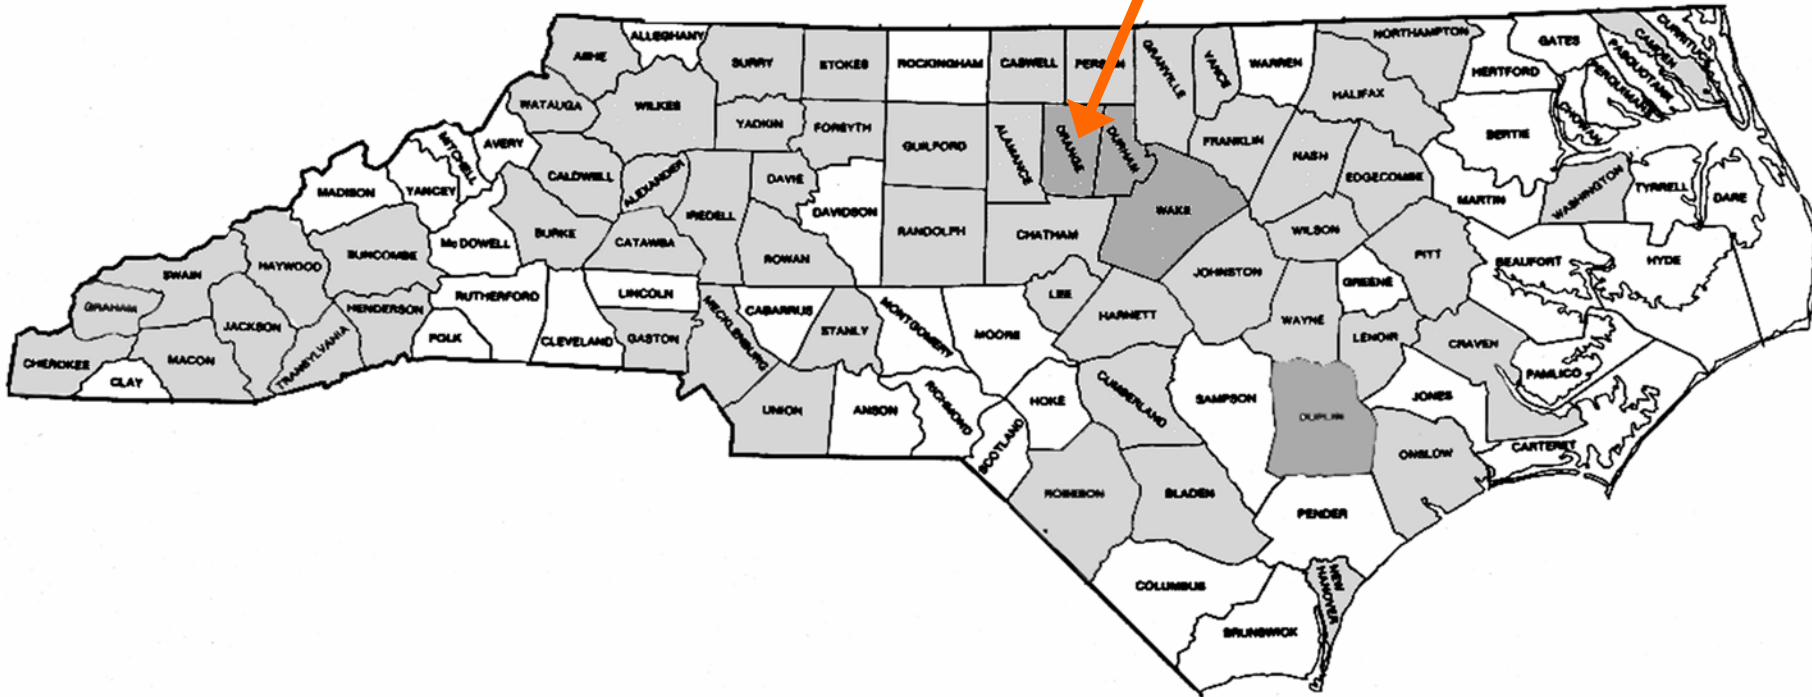 ALLEGHANY
ASHE
SURRY
STOKES
ROCKINGHAM
CASWELL
PERSON
GRANVILLE
VANCE
WARREN
NORTHAMPTON
GATES
HERTFORD
CURRITUCK
CAMDEN
PASQUOTANK
PERQUIMANS
CHOWAN
WATAUGA
WILKES
YADKIN
FORSYTH
GUILFORD
ALAMANCE
ORANGE
DURHAM
FRANKLIN
HALIFAX
NASH
EDGECOMBE
BERTIE
MARTIN
WASHINGTON
TYRRELL
DARE
AVERY
MITCHELL
YANCEY
MADISON
CALDWELL
ALEXANDER
IREDELL
DAVIE
DAVIDSON
RANDOLPH
CHATHAM
WAKE
WILSON
PITT
BEAUFORT
HYDE
SWAIN
HAYWOOD
BUNCOMBE
McDOWELL
BURKE
CATAWBA
ROWAN
JOHNSTON
GREENE
GRAHAM
JACKSON
HENDERSON
RUTHERFORD
LINCOLN
MECKLENBURG
CABARRUS
STANLY
MONTGOMERY
MOORE
LEE
HARNETT
WAYNE
LENOIR
CRAVEN
PAMLICO
CHEROKEE
CLAY
MACON
TRANSYLVANIA
POLK
CLEVELAND
GASTON
UNION
ANSON
RICHMOND
SCOTLAND
HOKE
CUMBERLAND
SAMPSON
DUPLIN
JONES
CARTERET
ONSLOW
ROBESON
BLADEN
PENDER
NEW
HANOVER
COLUMBUS
BRUNSWICK